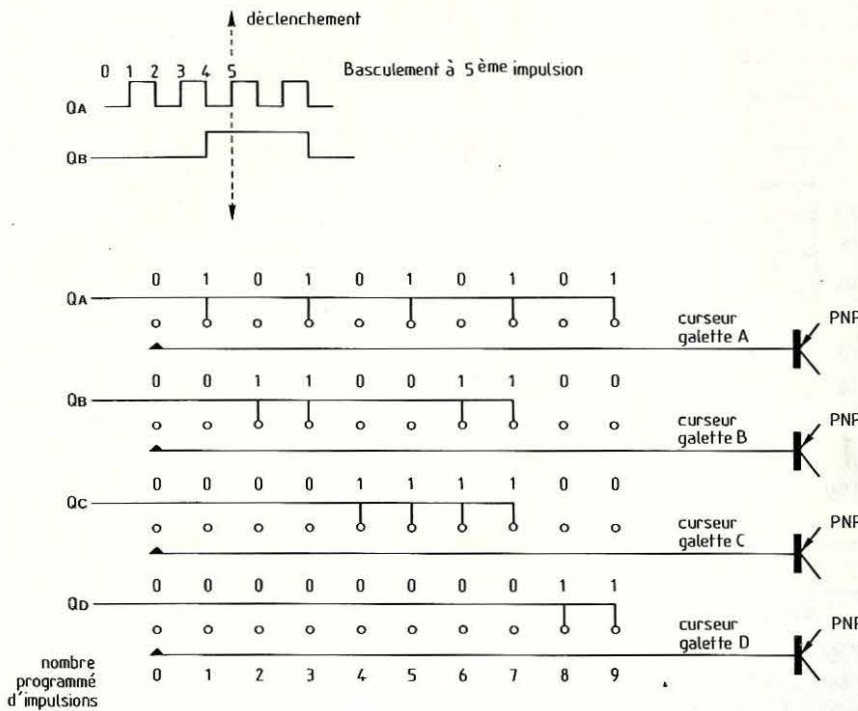 déclenchement
0 1 2 3 4 5
Basculement à 5ème impulsion
QA
QB
0 1 0 1 0 1 0 1 0 1
QA
curseur
galette A
PNP
0 0 1 1 0 0 1 1 0 0
QB
curseur
galette B
PNP
0 0 0 0 1 1 1 1 0 0
QC
curseur
galette C
PNP
0 0 0 0 0 0 0 0 1 1
QD
curseur
galette D
PNP
nombre
programmé
d'impulsions
0 1 2 3 4 5 6 7 8 9